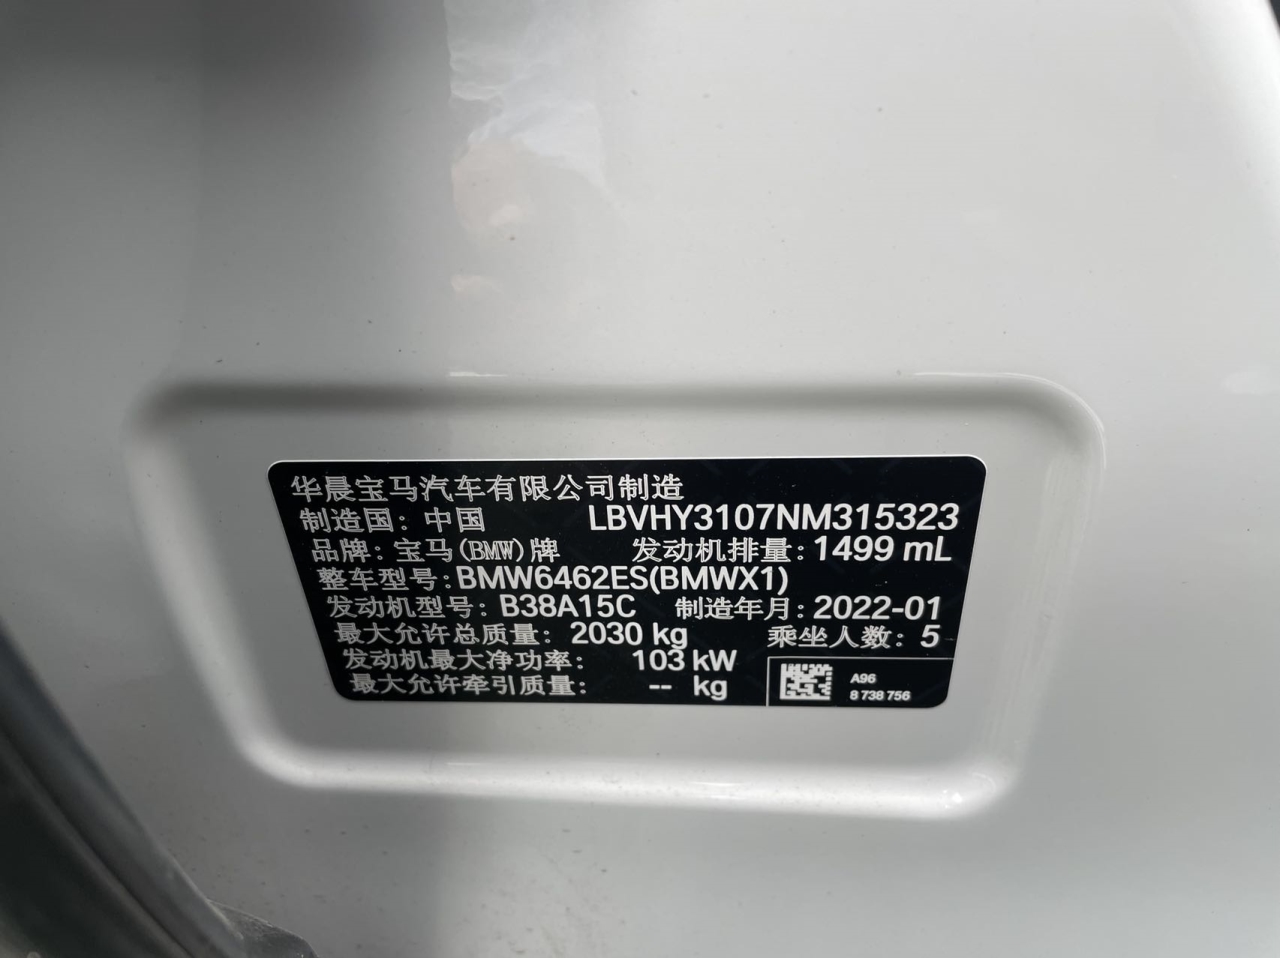 华晨宝马汽车有限公司制造
制造国：中国 LBVHY3107NM315323
品牌：宝马(BMW)牌 发动机排量：1499 mL
整车型号：BMW6462ES(BMWX1)
发动机型号：B38A15C 制造年月：2022-01
最大允许总质量：2030 kg 乘坐人数：5
发动机最大净功率：103 kW
最大允许牵引质量：-- kg
A96
8 738 756